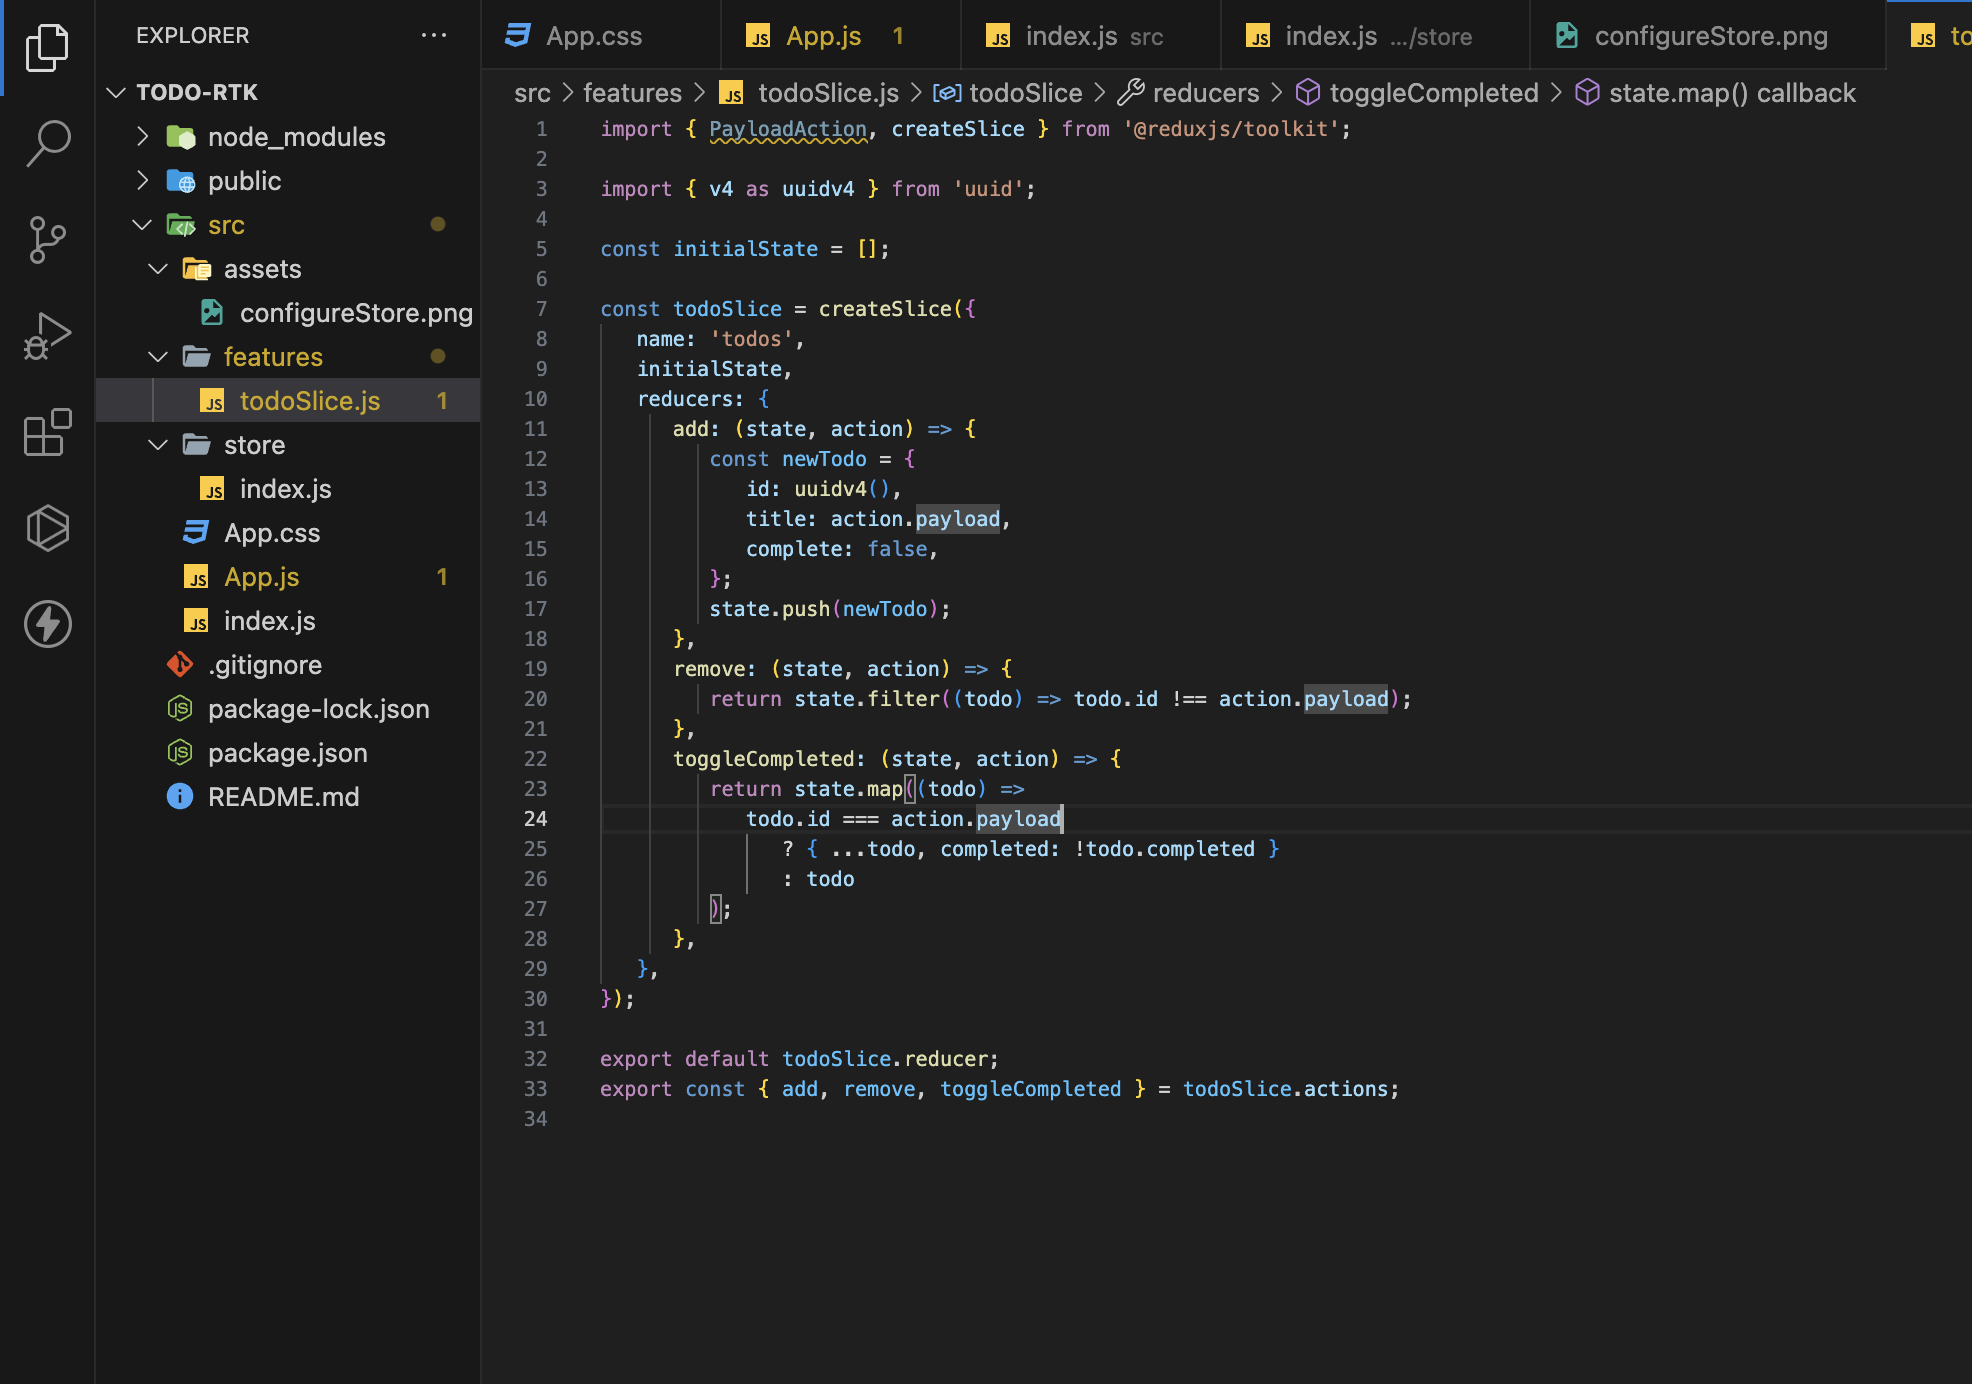 EXPLORER
TODO-RTK
node_modules
public
src
assets
configureStore.png
features
todoSlice.js 1
store
index.js
App.css
App.js 1
index.js
.gitignore
package-lock.json
package.json
README.md
App.css App.js 1 index.js src index.js .../store configureStore.png to
src > features > todoSlice.js > todoSlice > reducers > toggleCompleted > state.map() callback
1 import { PayloadAction, createSlice } from '@reduxjs/toolkit';
2
3 import { v4 as uuidv4 } from 'uuid';
4
5 const initialState = [];
6
7 const todoSlice = createSlice({
8 name: 'todos',
9 initialState,
10 reducers: {
11 add: (state, action) => {
12 const newTodo = {
13 id: uuidv4(),
14 title: action.payload,
15 complete: false,
16 };
17 state.push(newTodo);
18 },
19 remove: (state, action) => {
20 return state.filter((todo) => todo.id !== action.payload);
21 },
22 toggleCompleted: (state, action) => {
23 return state.map((todo) =>
24 todo.id === action.payload
25 ? { ...todo, completed: !todo.completed }
26 : todo
27 );
28 },
29 },
30 });
31
32 export default todoSlice.reducer;
33 export const { add, remove, toggleCompleted } = todoSlice.actions;
34